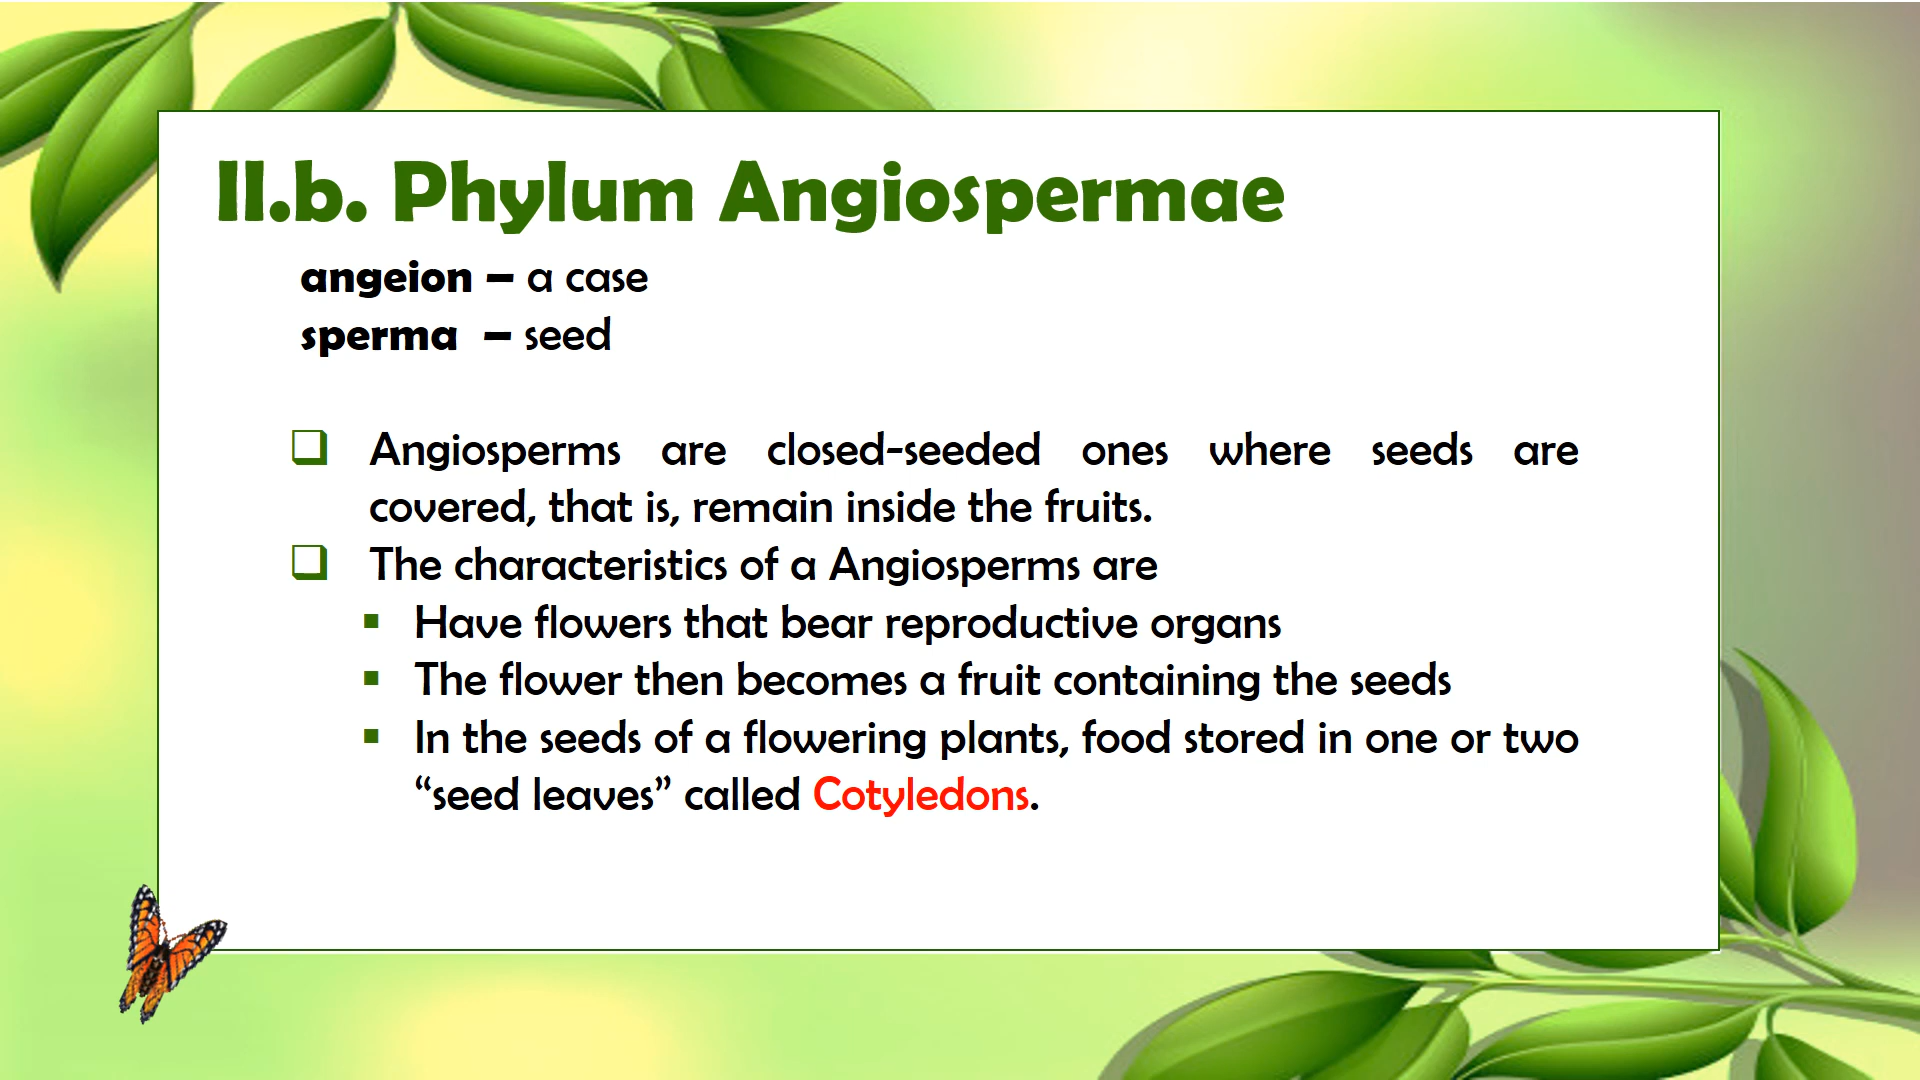 II.b. Phylum Angiospermae
angeion – a case
sperma – seed
❑ Angiosperms are closed-seeded ones where seeds are
covered, that is, remain inside the fruits.
❑ The characteristics of a Angiosperms are
▪ Have flowers that bear reproductive organs
▪ The flower then becomes a fruit containing the seeds
▪ In the seeds of a flowering plants, food stored in one or two
“seed leaves” called Cotyledons.